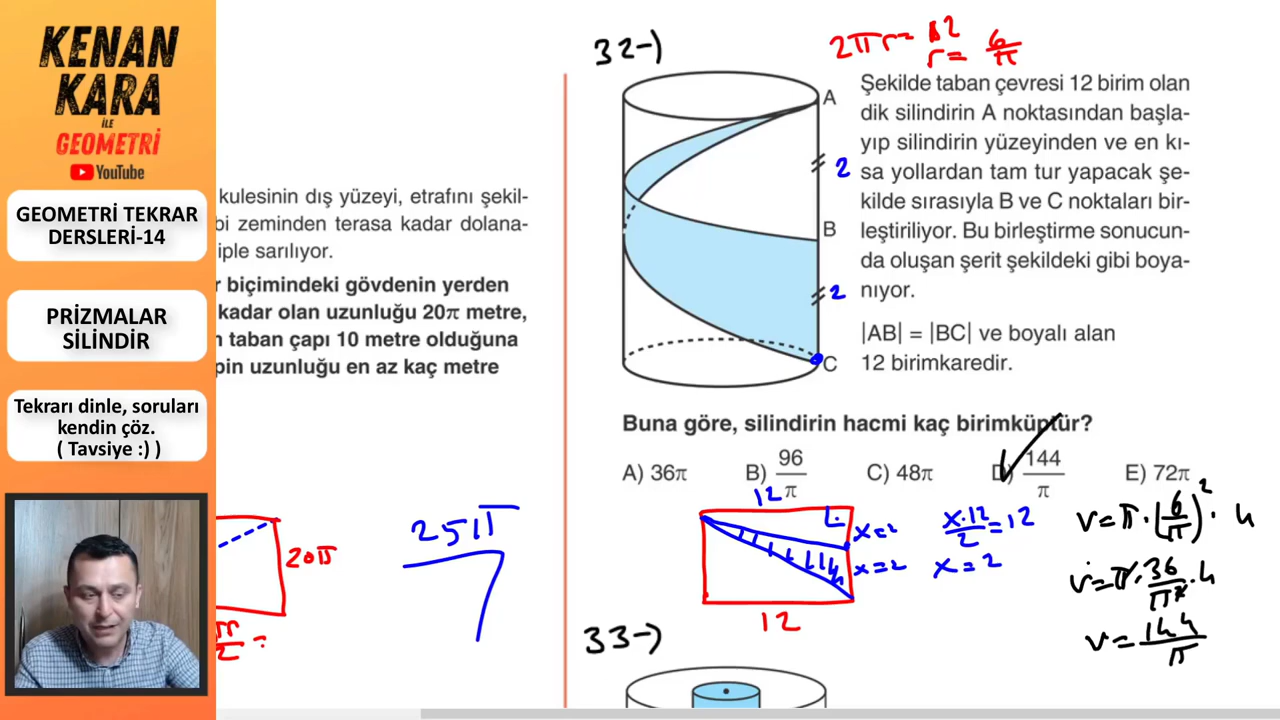 KENAN
KARA
İLE
GEOMETRİ
YouTube
GEOMETRİ TEKRAR
DERSLERİ-14
PRİZMALAR
SİLİNDİR
Tekrarı dinle, soruları
kendin çöz.
( Tavsiye :) )
kulesinin dış yüzeyi, etrafını şekil-
bi zeminden terasa kadar dolana-
iple sarılıyor.
r biçimindeki gövdenin yerden
kadar olan uzunluğu 20π metre,
n taban çapı 10 metre olduğuna
pin uzunluğu en az kaç metre
20π
25π
32-)
2πr= 12
r= 6/π
A
2
B
2
C
Şekilde taban çevresi 12 birim olan
dik silindirin A noktasından başla-
yıp silindirin yüzeyinden ve en kı-
sa yollardan tam tur yapacak şe-
kilde sırasıyla B ve C noktaları bir-
leştiriliyor. Bu birleştirme sonucun-
da oluşan şerit şekildeki gibi boya-
nıyor.
|AB| = |BC| ve boyalı alan
12 birimkaredir.
Buna göre, silindirin hacmi kaç birimküptür?
A) 36π B) 96/π C) 48π D) 144/π E) 72π
12
x=2
x=2
12
x·12/2=12
x=2
v=π·(6/π)²·4
v=π·36/π²·4
v=144/π
33-)